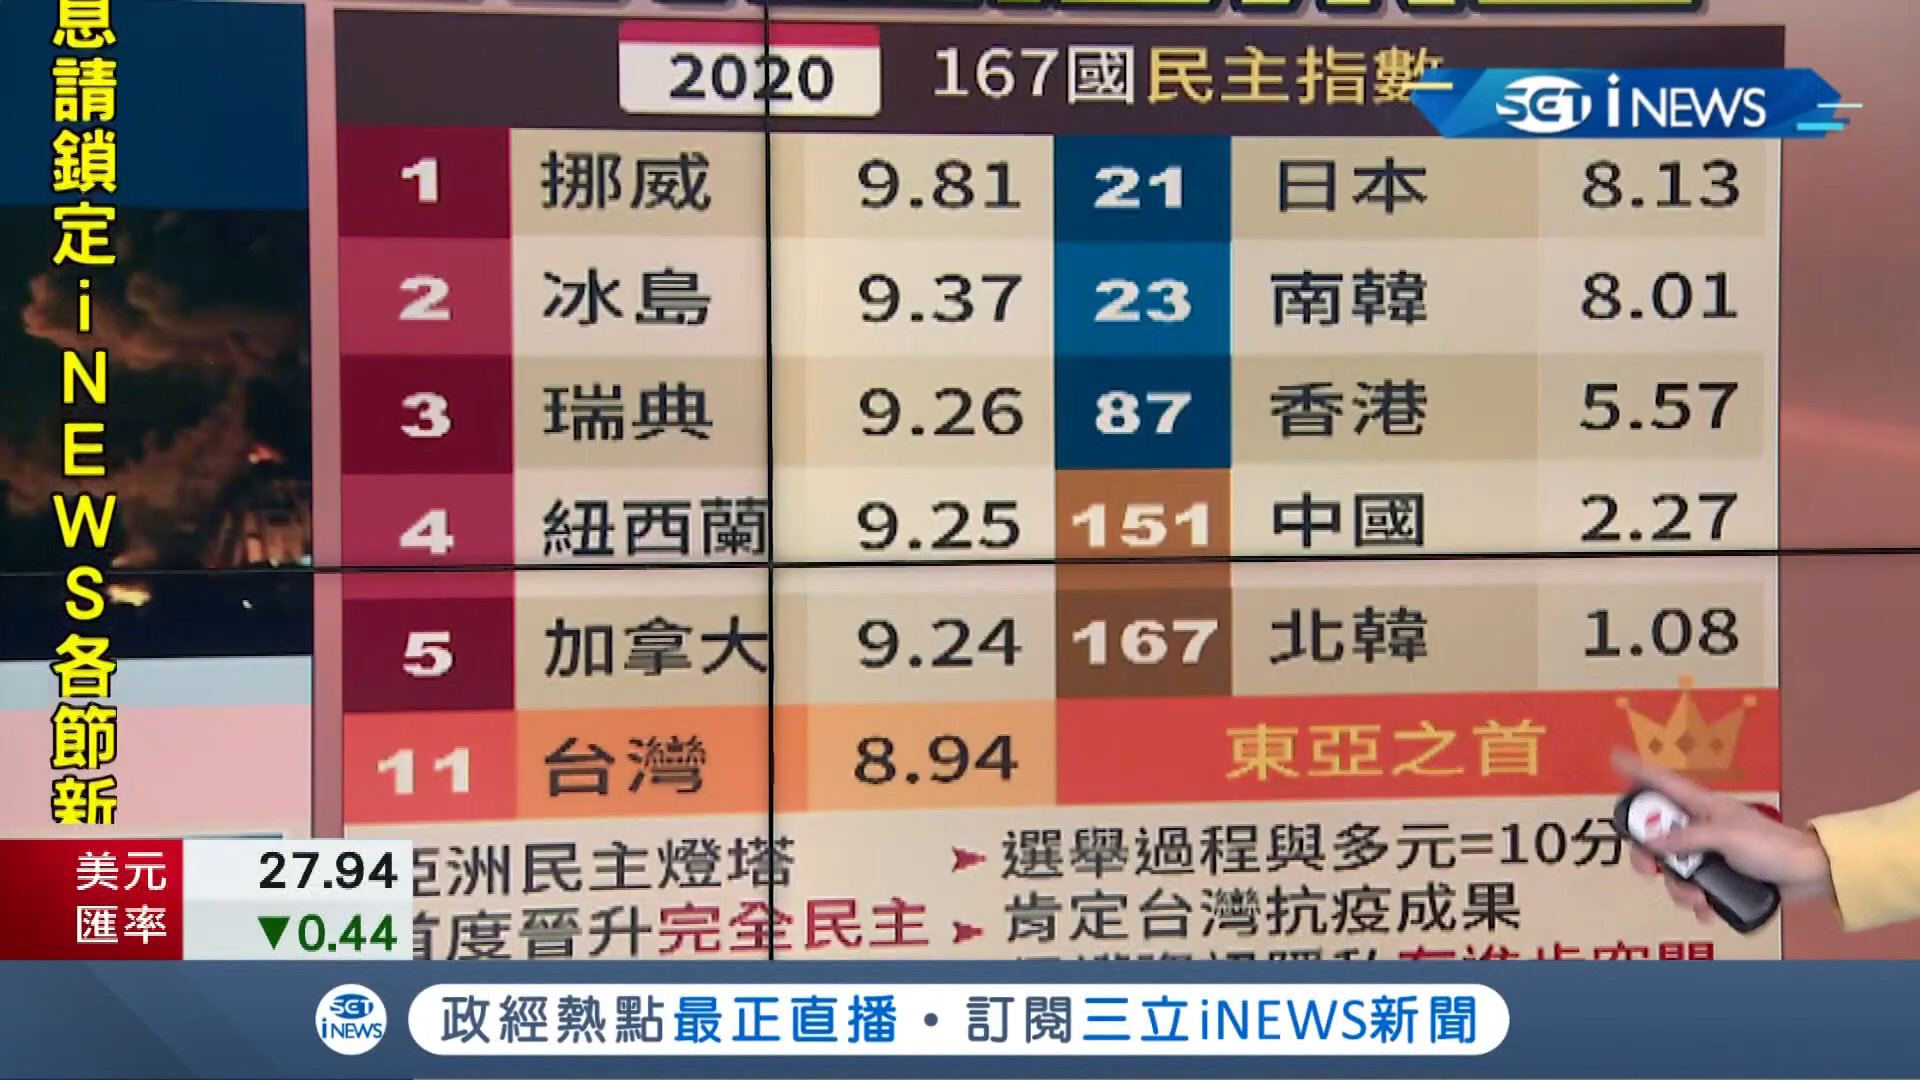 息請鎖定iNEWS各節新
2020 167國民主指數
SET iNEWS
1 挪威 9.81 21 日本 8.13
2 冰島 9.37 23 南韓 8.01
3 瑞典 9.26 87 香港 5.57
4 紐西蘭 9.25 151 中國 2.27
5 加拿大 9.24 167 北韓 1.08
11 台灣 8.94 東亞之首
亞洲民主燈塔
首度晉升完全民主
選舉過程與多元=10分
肯定台灣抗疫成果
有進步空間
美元 27.94
匯率 ▼0.44
SET iNEWS
政經熱點最正直播・訂閱三立iNEWS新聞